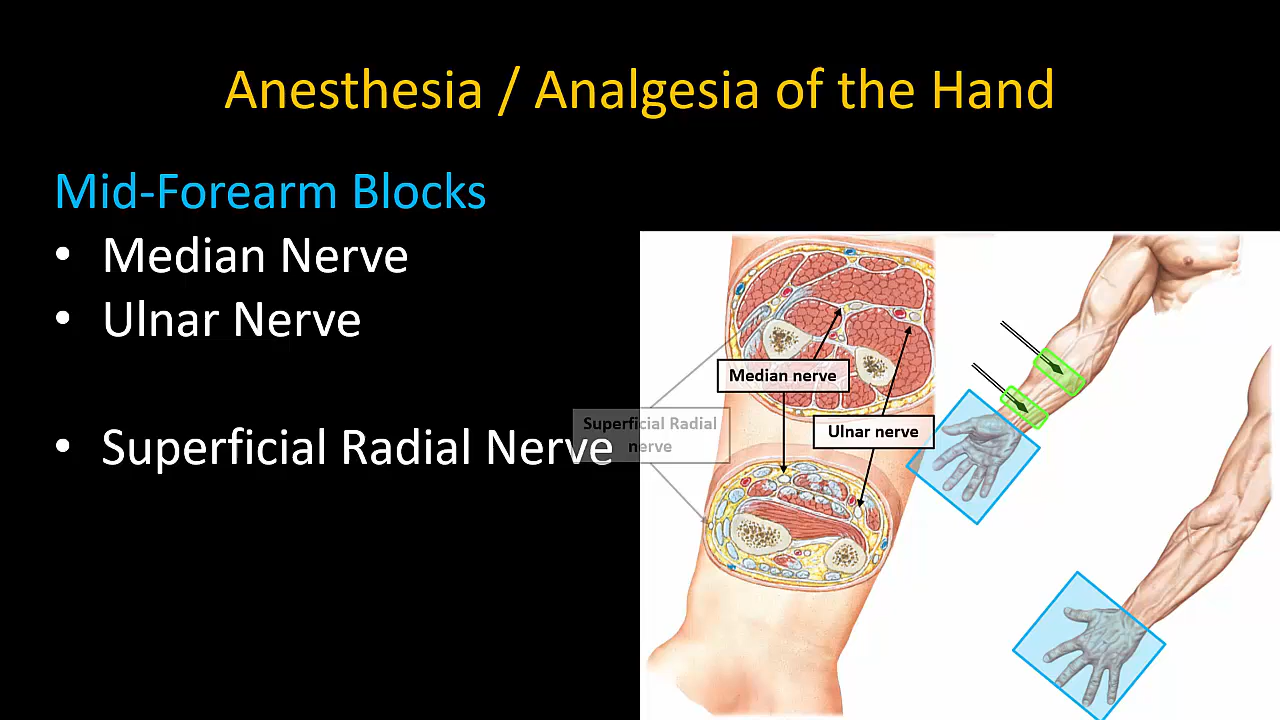 Anesthesia / Analgesia of the Hand
Mid-Forearm Blocks
• Median Nerve
• Ulnar Nerve
• Superficial Radial Nerve
Median nerve
Superficial Radial
nerve
Ulnar nerve